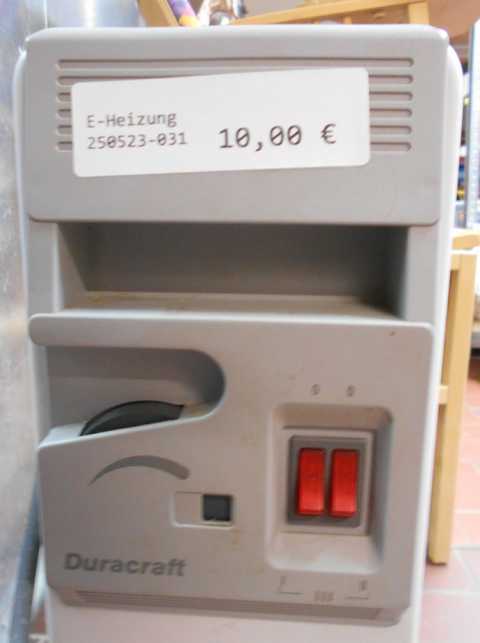 E-Heizung
250523-031 10,00 €
Duracraft